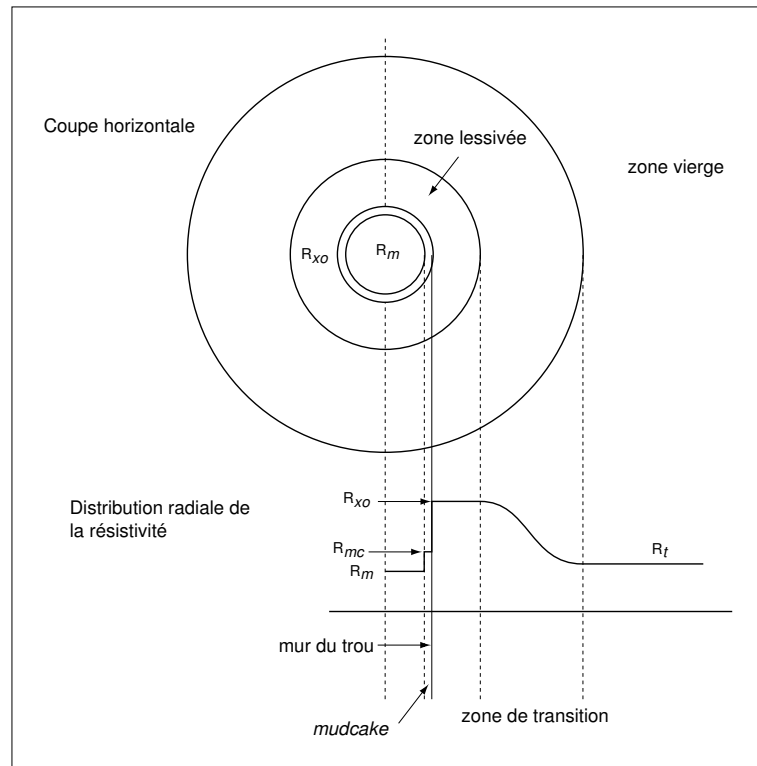 Coupe horizontale
zone lessivée
zone vierge
Rxo
Rm
Distribution radiale de
la résistivité
Rxo
Rmc
Rm
Rt
mur du trou
mudcake
zone de transition